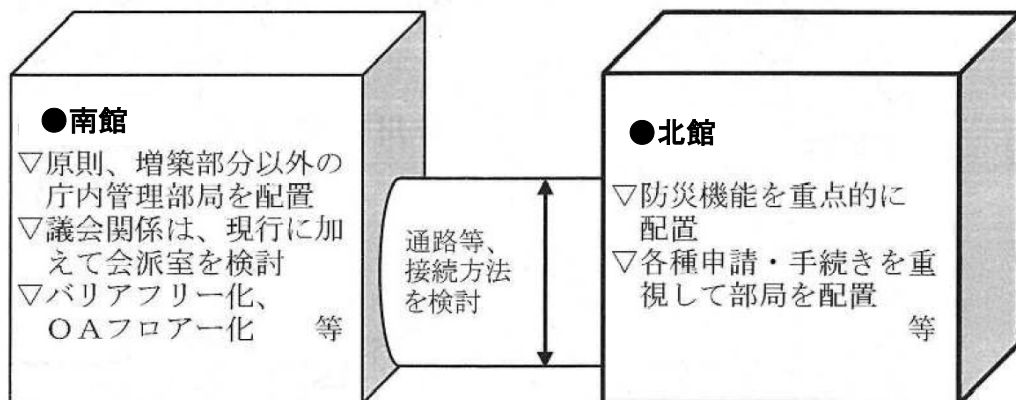 ●南館
▽原則、増築部分以外の
庁内管理部局を配置
▽議会関係は、現行に加
えて会派室を検討
▽バリアフリー化、
ＯＡフロアー化　　等
通路等、
接続方法
を検討
●北館
▽防災機能を重点的に
配置
▽各種申請・手続きを重
視して部局を配置
等